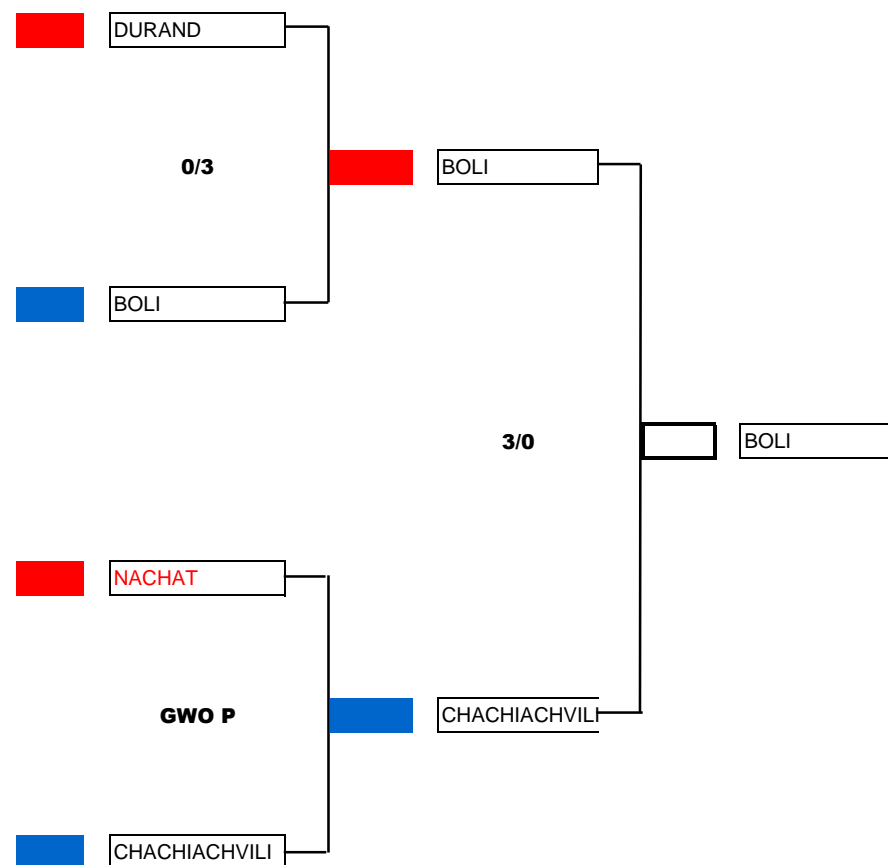 DURAND
0/3
BOLI
BOLI
3/0
BOLI
NACHAT
GWO P
CHACHIACHVILI
CHACHIACHVILI